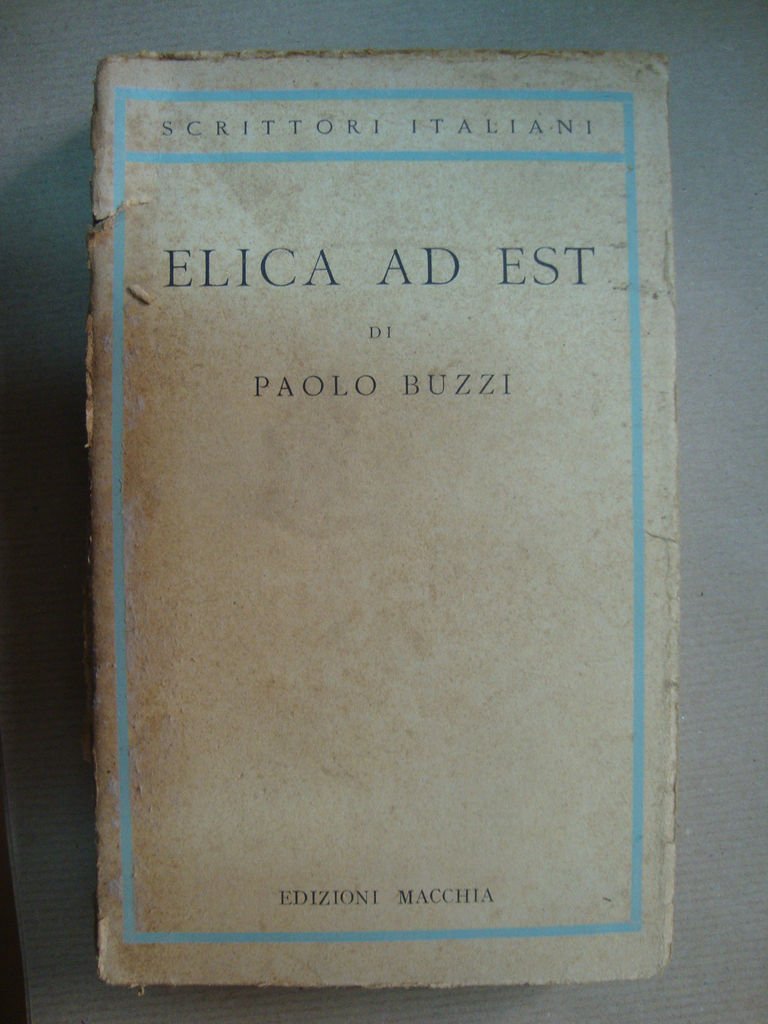 SCRITTORI ITALIANI
ELICA AD EST
DI
PAOLO BUZZI
EDIZIONI MACCHIA